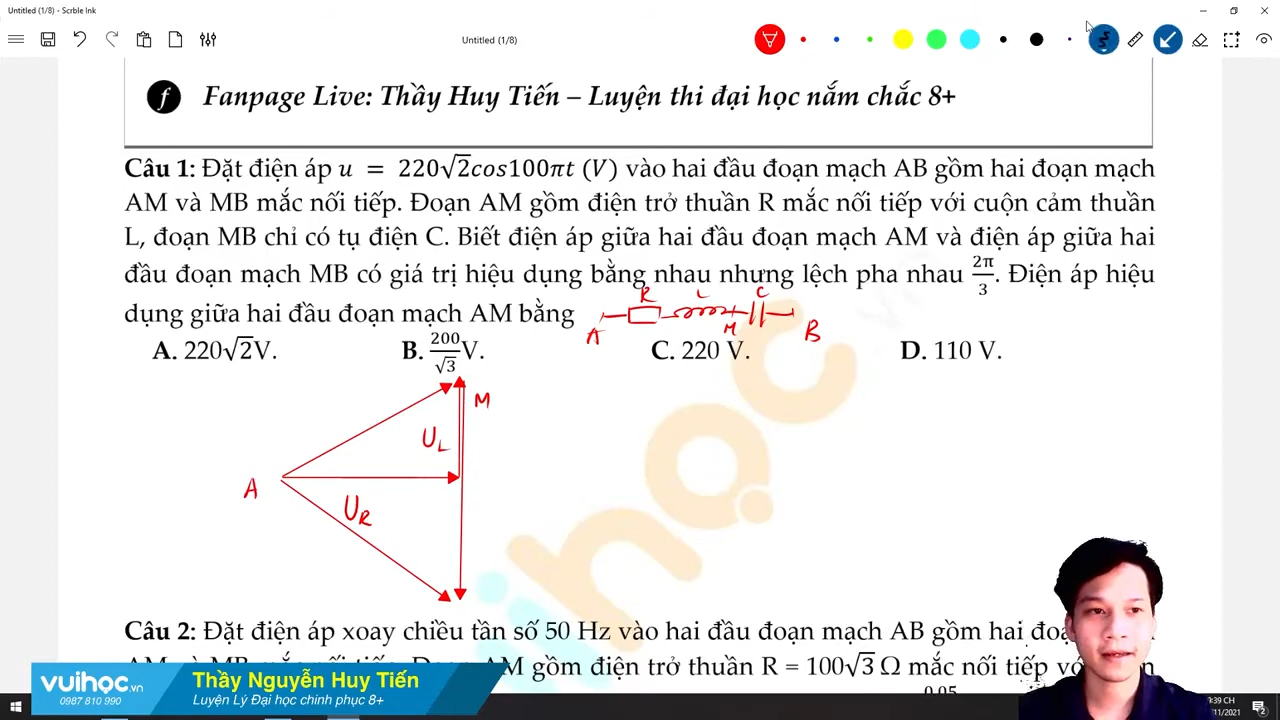 Untitled (1/8) - Scrble Ink
Untitled (1/8)
Fanpage Live: Thầy Huy Tiến – Luyện thi đại học nắm chắc 8+
Câu 1: Đặt điện áp u = 220√2cos100πt (V) vào hai đầu đoạn mạch AB gồm hai đoạn mạch
AM và MB mắc nối tiếp. Đoạn AM gồm điện trở thuần R mắc nối tiếp với cuộn cảm thuần
L, đoạn MB chỉ có tụ điện C. Biết điện áp giữa hai đầu đoạn mạch AM và điện áp giữa hai
đầu đoạn mạch MB có giá trị hiệu dụng bằng nhau nhưng lệch pha nhau 2π/3. Điện áp hiệu
dụng giữa hai đầu đoạn mạch AM bằng
R L C
A M B
A. 220√2V. B. 200/√3 V. C. 220 V. D. 110 V.
M
U_L
A
U_R
Câu 2: Đặt điện áp xoay chiều tần số 50 Hz vào hai đầu đoạn mạch AB gồm hai
AM gồm điện trở thuần R = 100√3 Ω mắc nối tiếp
0,05
vuihọc.vn
0987 810 990
Thầy Nguyễn Huy Tiến
Luyện Lý Đại học chinh phục 8+
:39 CH
/11/2021